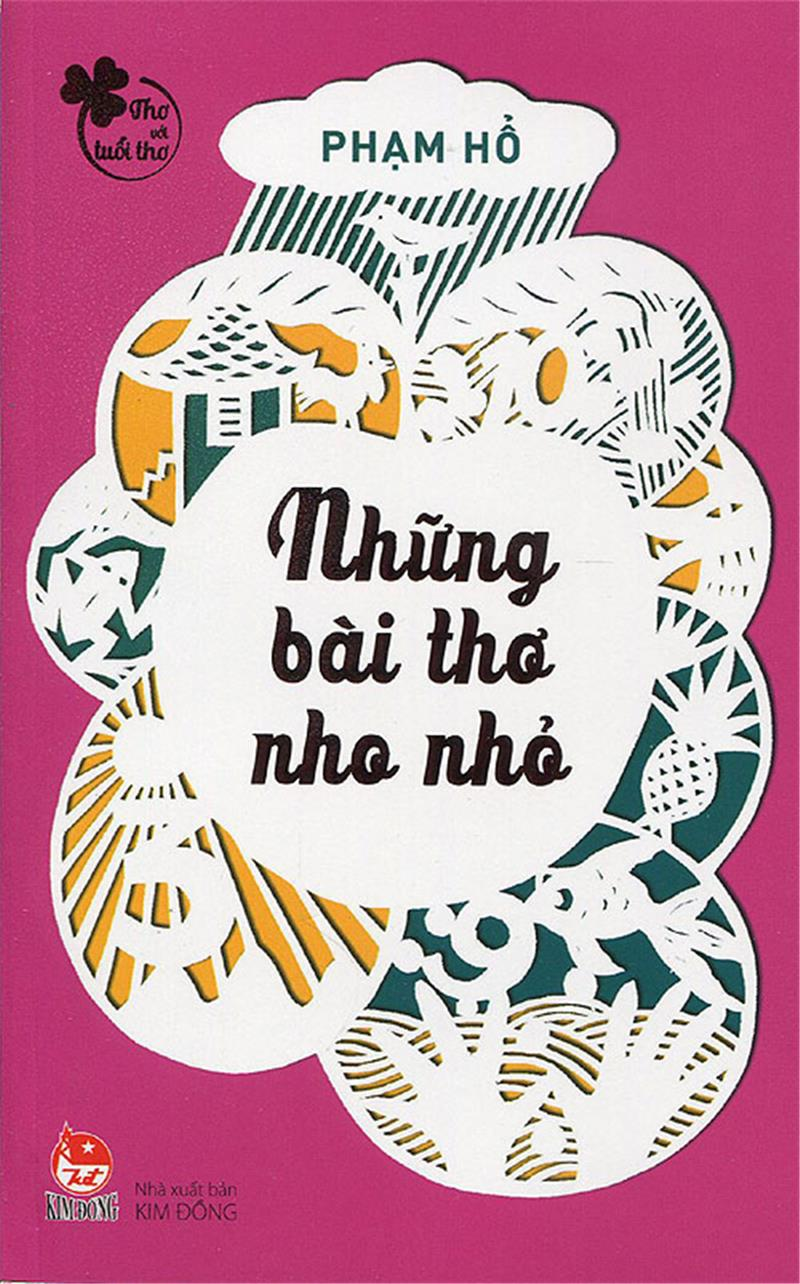 Thơ
với
tuổi thơ
PHẠM HỔ
Những
bài thơ
nho nhỏ
KIM ĐỒNG
Nhà xuất bản
KIM ĐỒNG